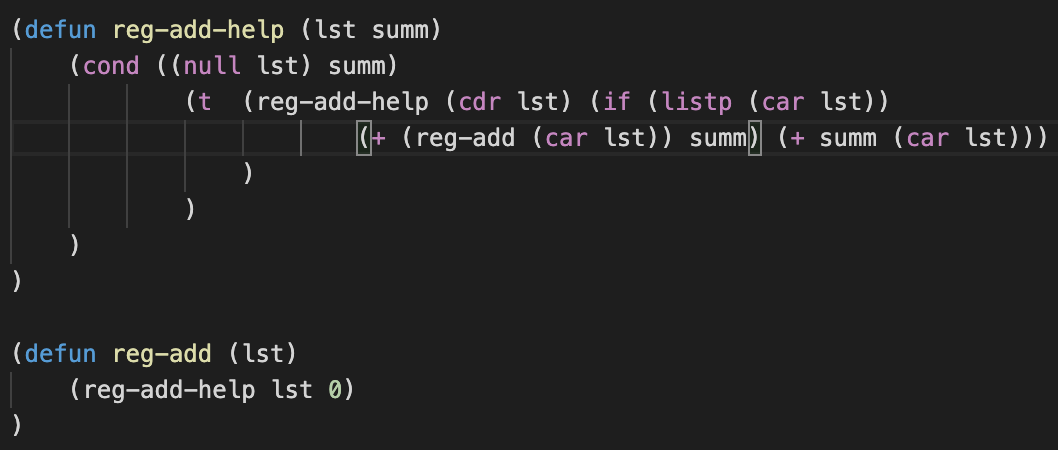 (defun reg-add-help (lst summ)
    (cond ((null lst) summ)
            (t  (reg-add-help (cdr lst) (if (listp (car lst))
                        (+ (reg-add (car lst)) summ) (+ summ (car lst)))
                )
            )
    )
)

(defun reg-add (lst)
    (reg-add-help lst 0)
)